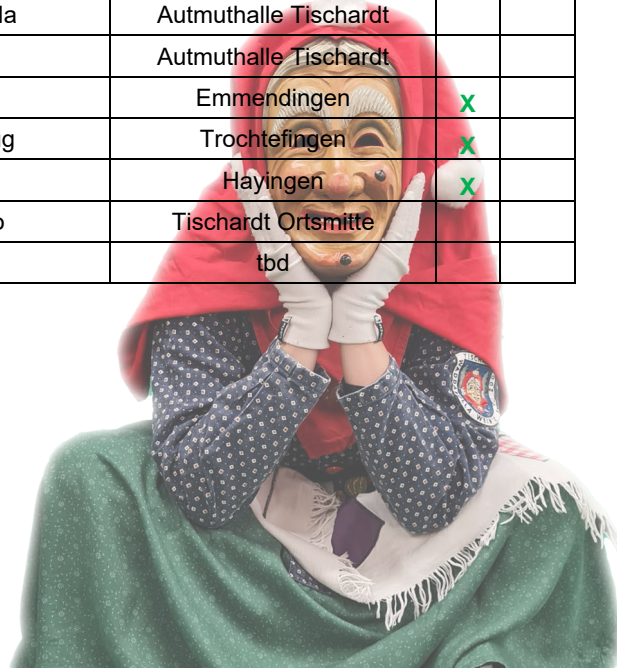 la Autmuthalle Tischardt
Autmuthalle Tischardt
Emmendingen x
g Trochtefingen x
Hayingen x
o Tischardt Ortsmitte
tbd